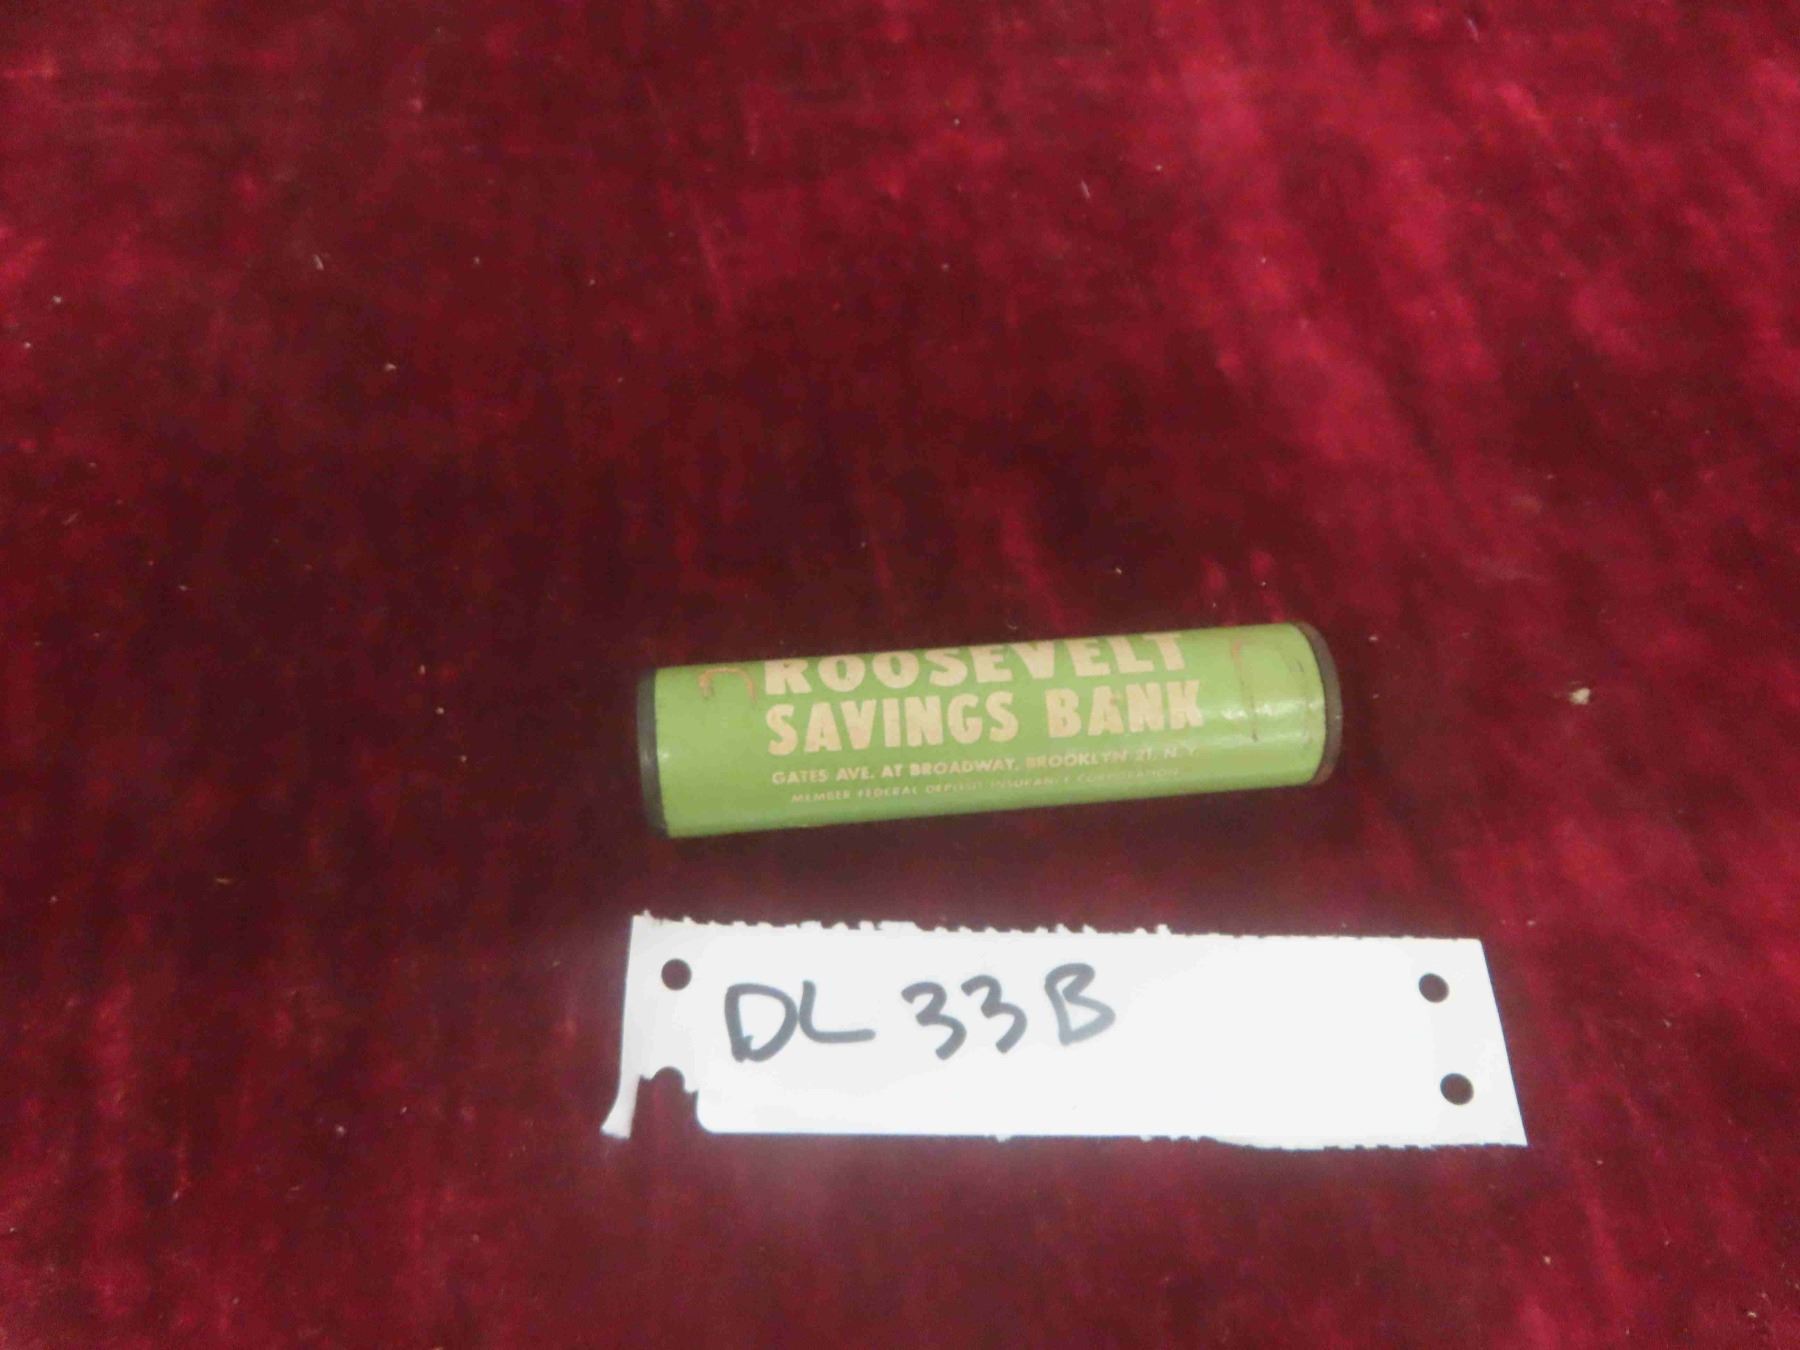 ROOSEVELT
SAVINGS BANK
GATES AVE. AT BROADWAY, BROOKLYN 21, N.Y.
MEMBER FEDERAL DEPOSIT INSURANCE CORPORATION
DL 33B